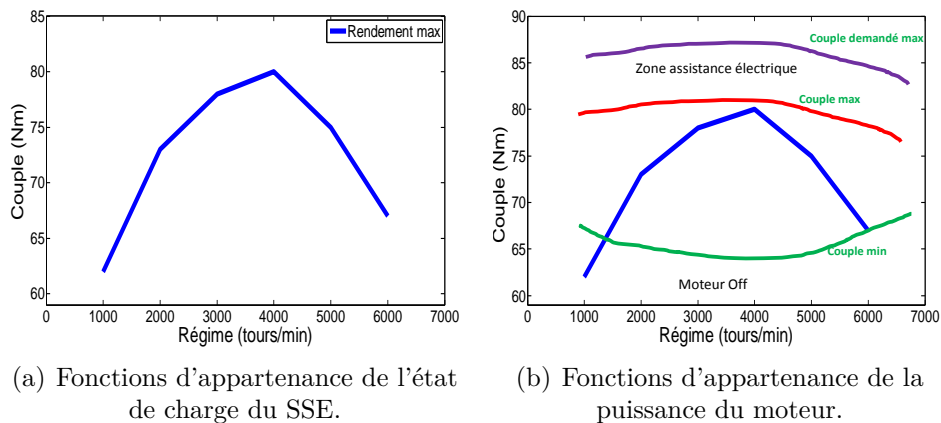 85
80
75
70
65
60
Couple (Nm)
0 1000 2000 3000 4000 5000 6000 7000
Régime (tours/min)
Rendement max
90
85
80
75
70
65
60
Couple (Nm)
0 1000 2000 3000 4000 5000 6000 7000
Régime (tours/min)
Couple demandé max
Zone assistance électrique
Couple max
Couple min
Moteur Off
(a) Fonctions d'appartenance de l'état
de charge du SSE.
(b) Fonctions d'appartenance de la
puissance du moteur.